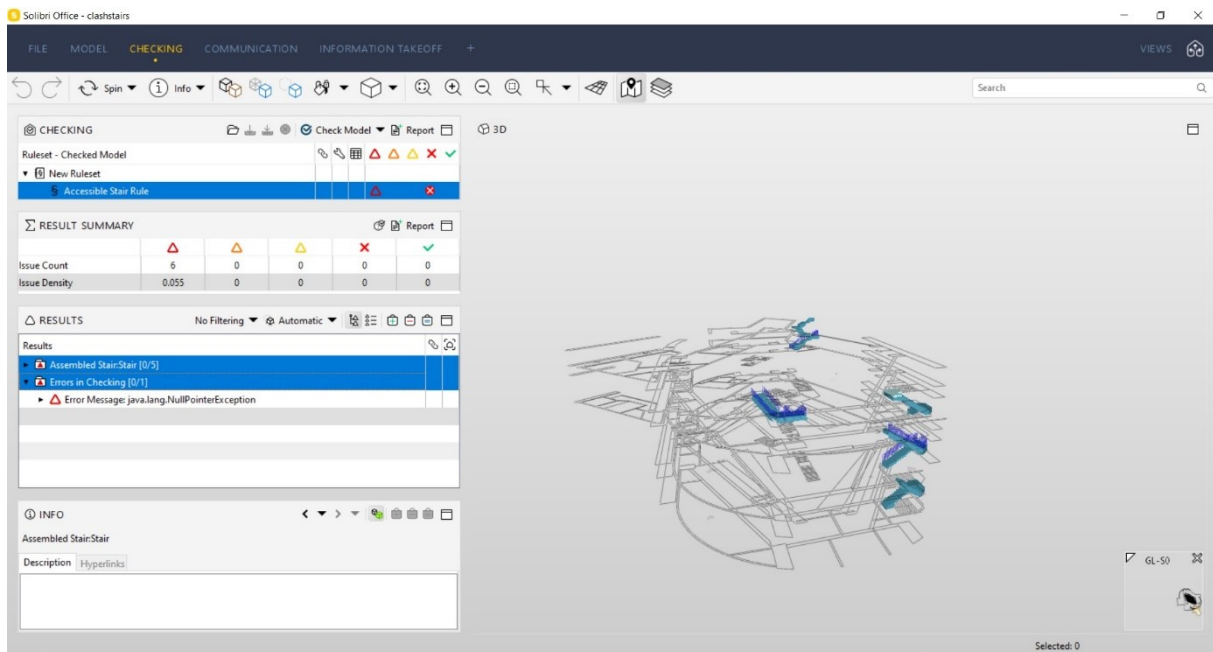 Solibri Office - clashstairs
FILE MODEL CHECKING COMMUNICATION INFORMATION TAKEOFF + VIEWS
Spin Info Search
CHECKING Check Model Report 3D
Ruleset - Checked Model
§ New Ruleset
§ Accessible Stair Rule
∑ RESULT SUMMARY Report
Issue Count 6 0 0 0 0
Issue Density 0.055 0 0 0 0
RESULTS No Filtering Automatic
Results
Assembled Stair:Stair [0/5]
Errors in Checking [0/1]
Error Message: java.lang.NullPointerException
INFO
Assembled Stair:Stair
Description Hyperlinks
GL-S0
Selected: 0